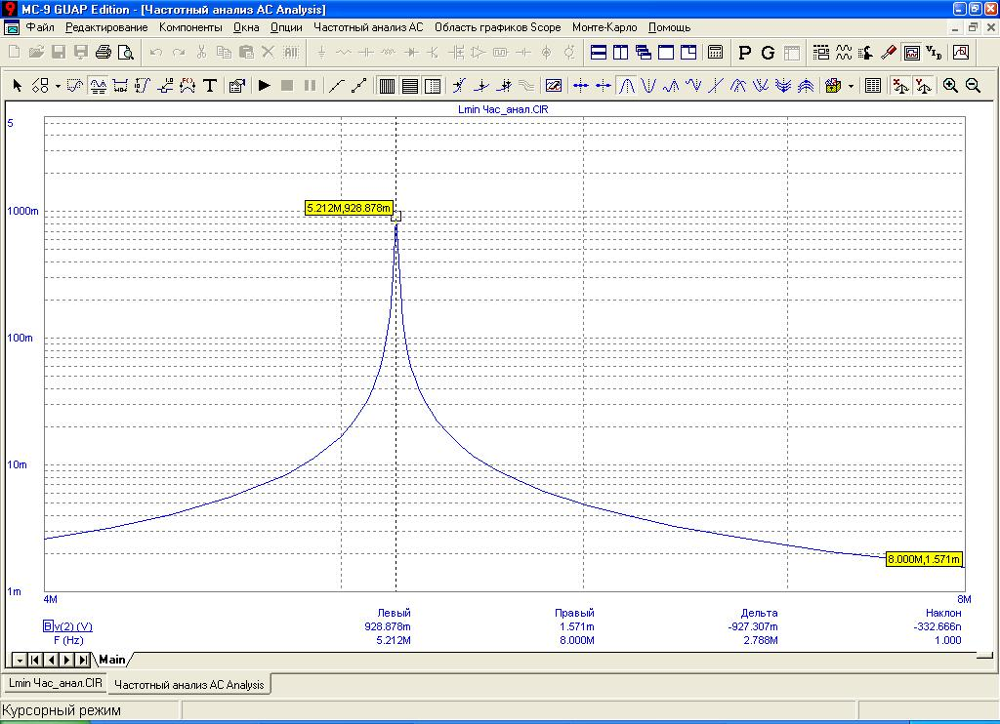 MC-9 GUAP Edition - [Частотный анализ AC Analysis]
Файл Редактирование Компоненты Окна Опции Частотный анализ AC Область графиков Scope Монте-Карло Помощь
Lmin Час_анал.CIR
5
5.212M,928.878m
1000m
100m
10m
8.000M,1.571m
1m
4M 8M
Левый Правый Дельта Наклон
B v(2) (V) 928.878m 1.571m -927.307m -332.666n
F (Hz) 5.212M 8.000M 2.788M 1.000
Main
Lmin Час_анал.CIR Частотный анализ AC Analysis
Курсорный режим